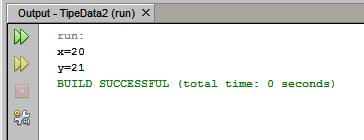 Output - TipeData2 (run)
run:
x=20
y=21
BUILD SUCCESSFUL (total time: 0 seconds)